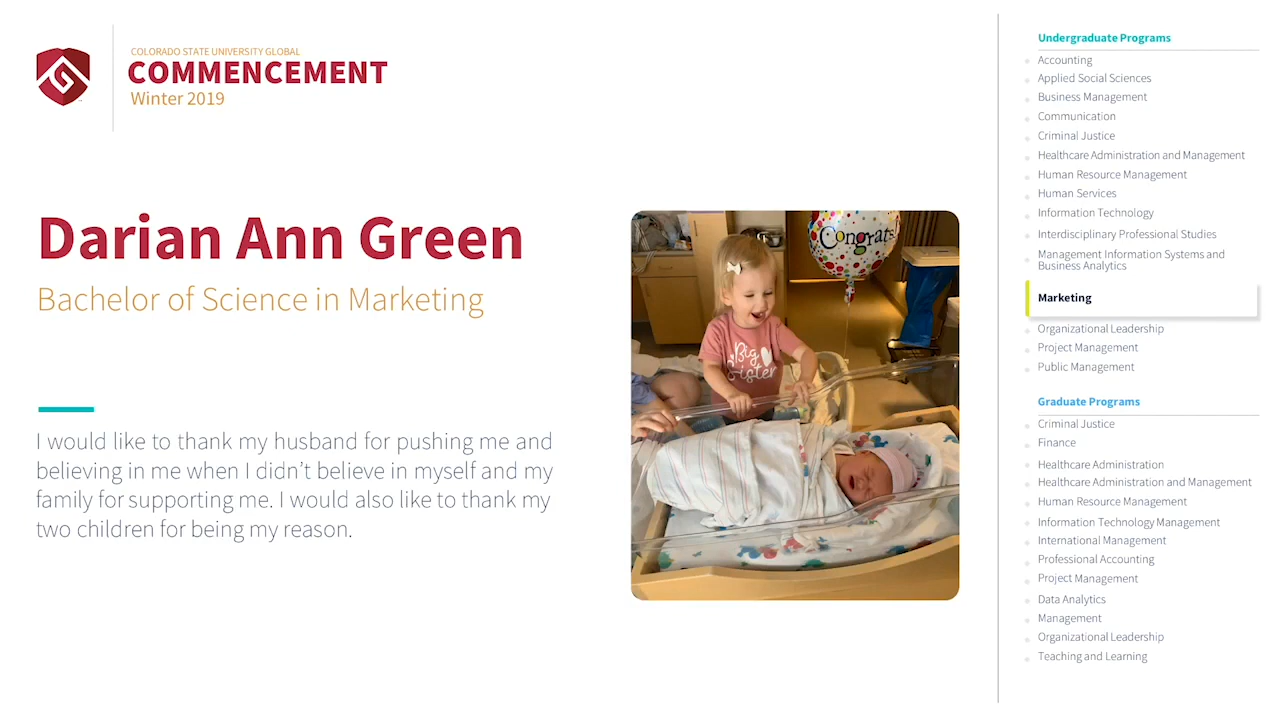 COLORADO STATE UNIVERSITY GLOBAL
COMMENCEMENT
Winter 2019
Darian Ann Green
Bachelor of Science in Marketing
I would like to thank my husband for pushing me and
believing in me when I didn't believe in myself and my
family for supporting me. I would also like to thank my
two children for being my reason.
Congrats!
Big
Sister
Undergraduate Programs
Accounting
Applied Social Sciences
Business Management
Communication
Criminal Justice
Healthcare Administration and Management
Human Resource Management
Human Services
Information Technology
Interdisciplinary Professional Studies
Management Information Systems and
Business Analytics
Marketing
Organizational Leadership
Project Management
Public Management
Graduate Programs
Criminal Justice
Finance
Healthcare Administration
Healthcare Administration and Management
Human Resource Management
Information Technology Management
International Management
Professional Accounting
Project Management
Data Analytics
Management
Organizational Leadership
Teaching and Learning